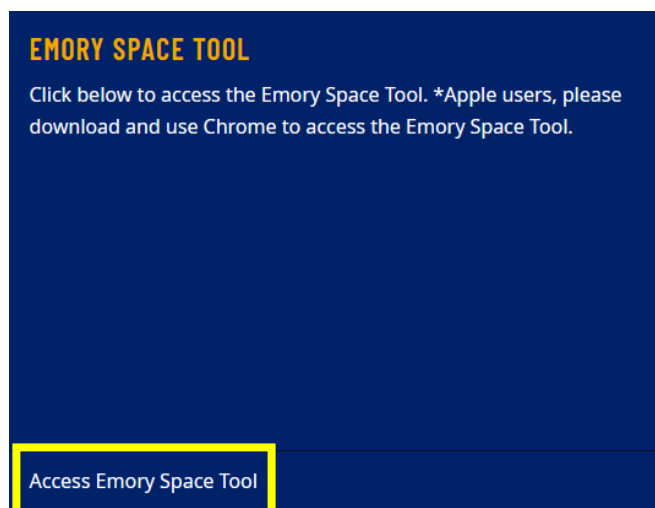 EMORY SPACE TOOL
Click below to access the Emory Space Tool. *Apple users, please
download and use Chrome to access the Emory Space Tool.
Access Emory Space Tool